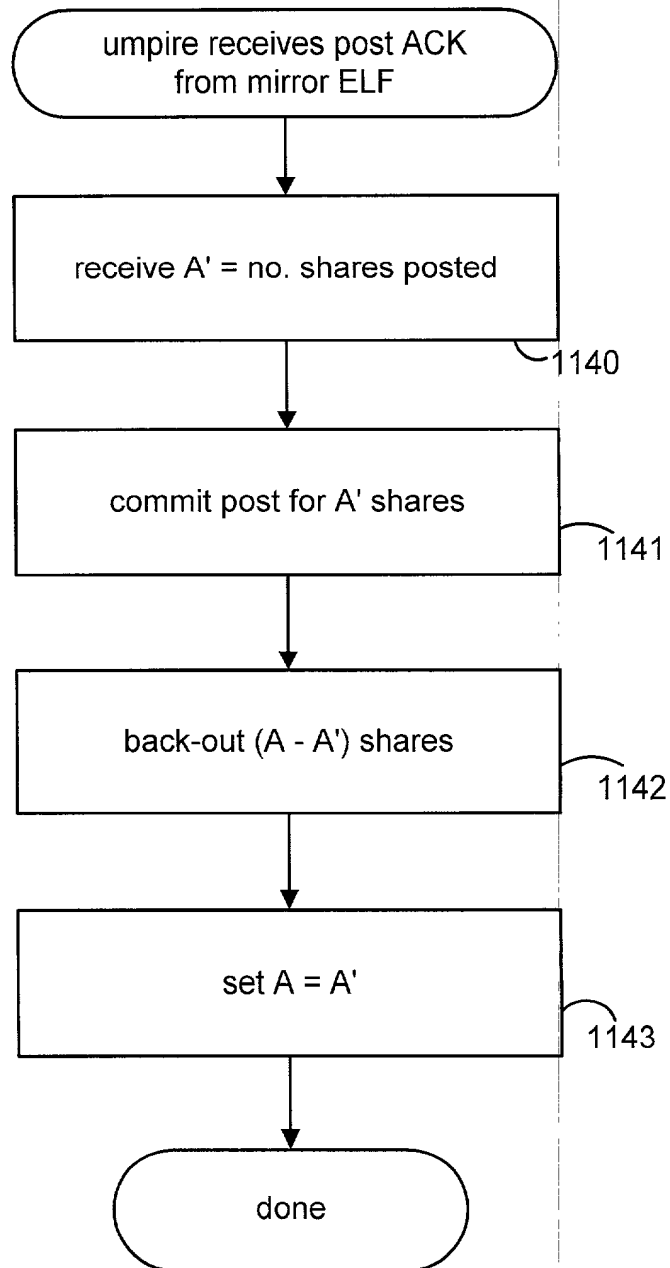 umpire receives post ACK
from mirror ELF
receive A' = no. shares posted
1140
commit post for A' shares
1141
back-out (A - A') shares
1142
set A = A'
1143
done